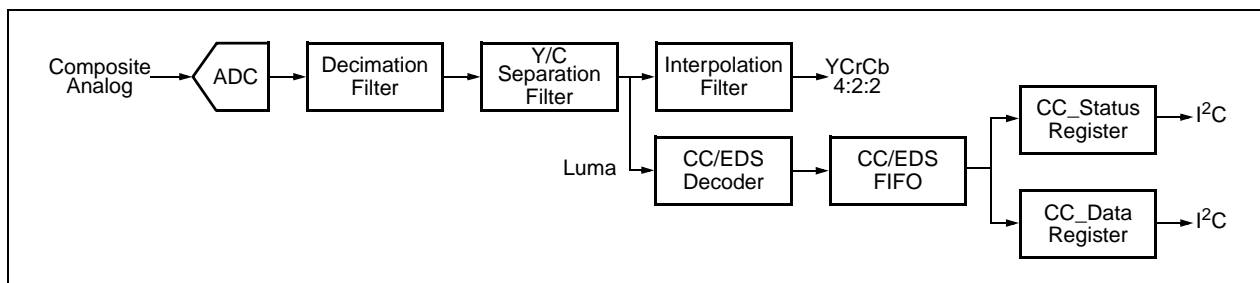 Composite
Analog
ADC
Decimation
Filter
Y/C
Separation
Filter
Interpolation
Filter
YCrCb
4:2:2
Luma
CC/EDS
Decoder
CC/EDS
FIFO
CC_Status
Register
I²C
CC_Data
Register
I²C